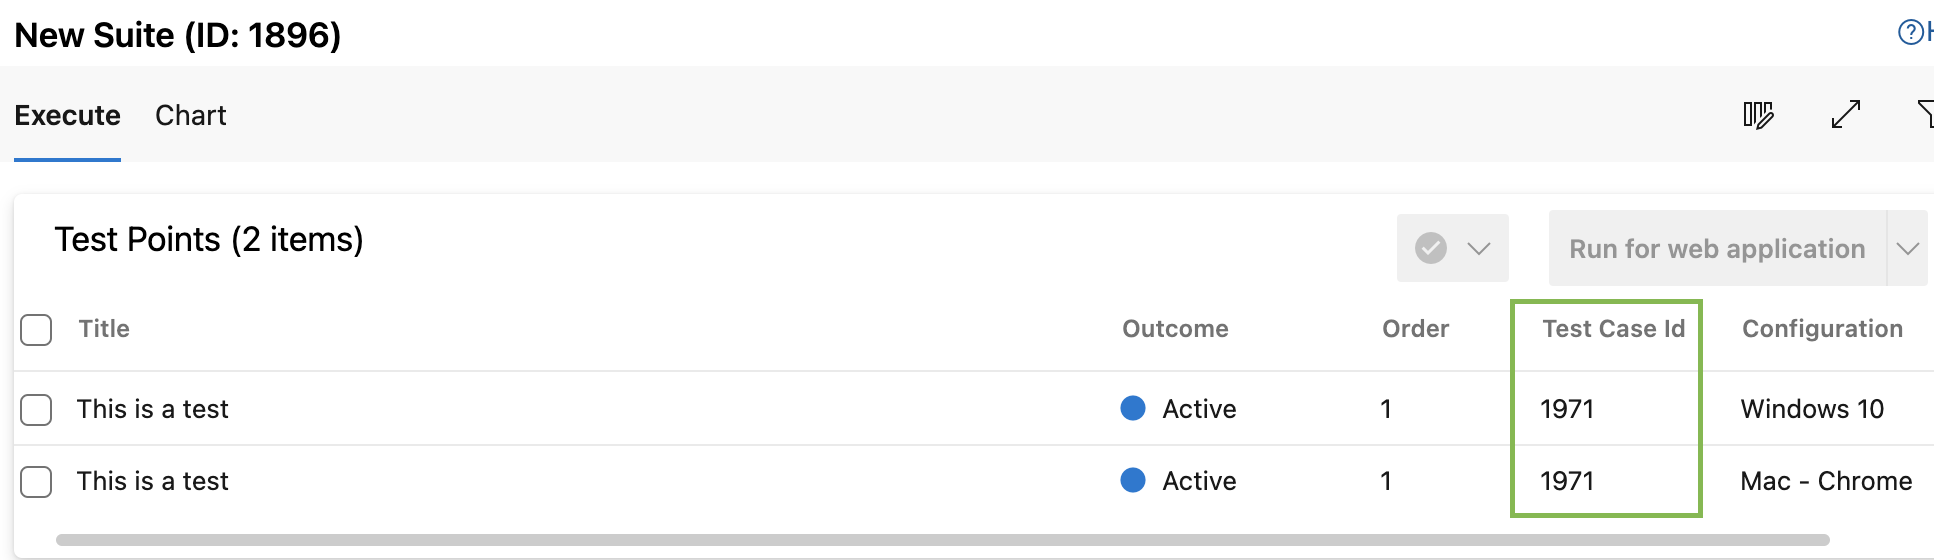 New Suite (ID: 1896)
Execute Chart
Test Points (2 items)
Run for web application
Title Outcome Order Test Case Id Configuration
This is a test Active 1 1971 Windows 10
This is a test Active 1 1971 Mac - Chrome